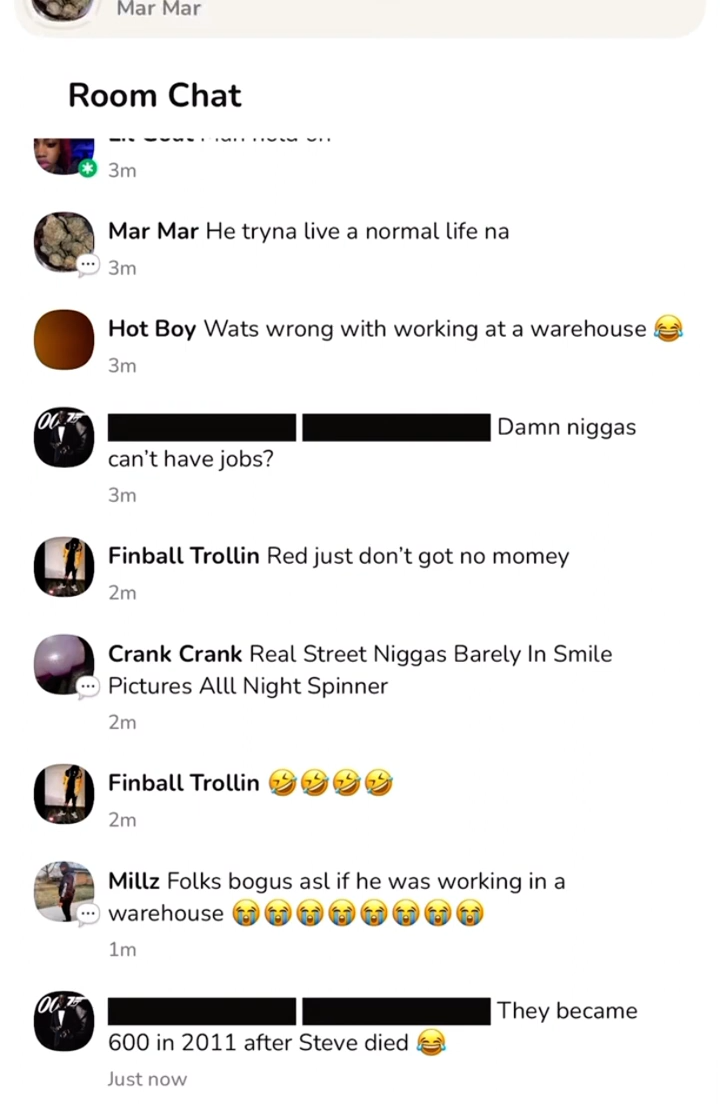 Mar Mar
Room Chat
3m
Mar Mar He tryna live a normal life na
3m
Hot Boy Wats wrong with working at a warehouse 😂
3m
007
Damn niggas
can't have jobs?
3m
Finball Trollin Red just don't got no momey
2m
Crank Crank Real Street Niggas Barely In Smile
Pictures Alll Night Spinner
2m
Finball Trollin 🤣🤣🤣🤣
2m
Millz Folks bogus asl if he was working in a
warehouse 😭😭😭😭😭😭😭😭
1m
007
They became
600 in 2011 after Steve died 😂
Just now